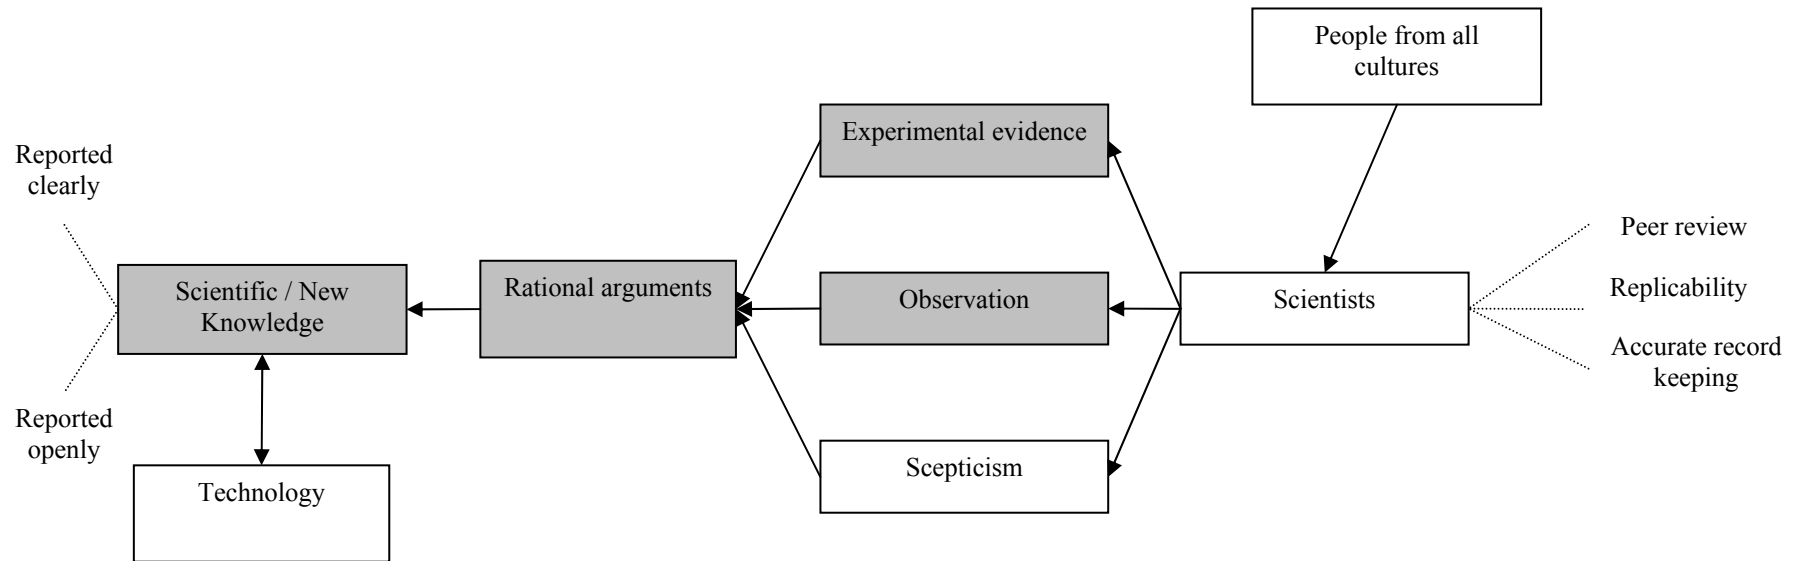 People from all
cultures
Experimental evidence
Reported
clearly
Peer review
Scientific / New
Knowledge
Rational arguments
Observation
Scientists
Replicability
Accurate record
keeping
Reported
openly
Scepticism
Technology